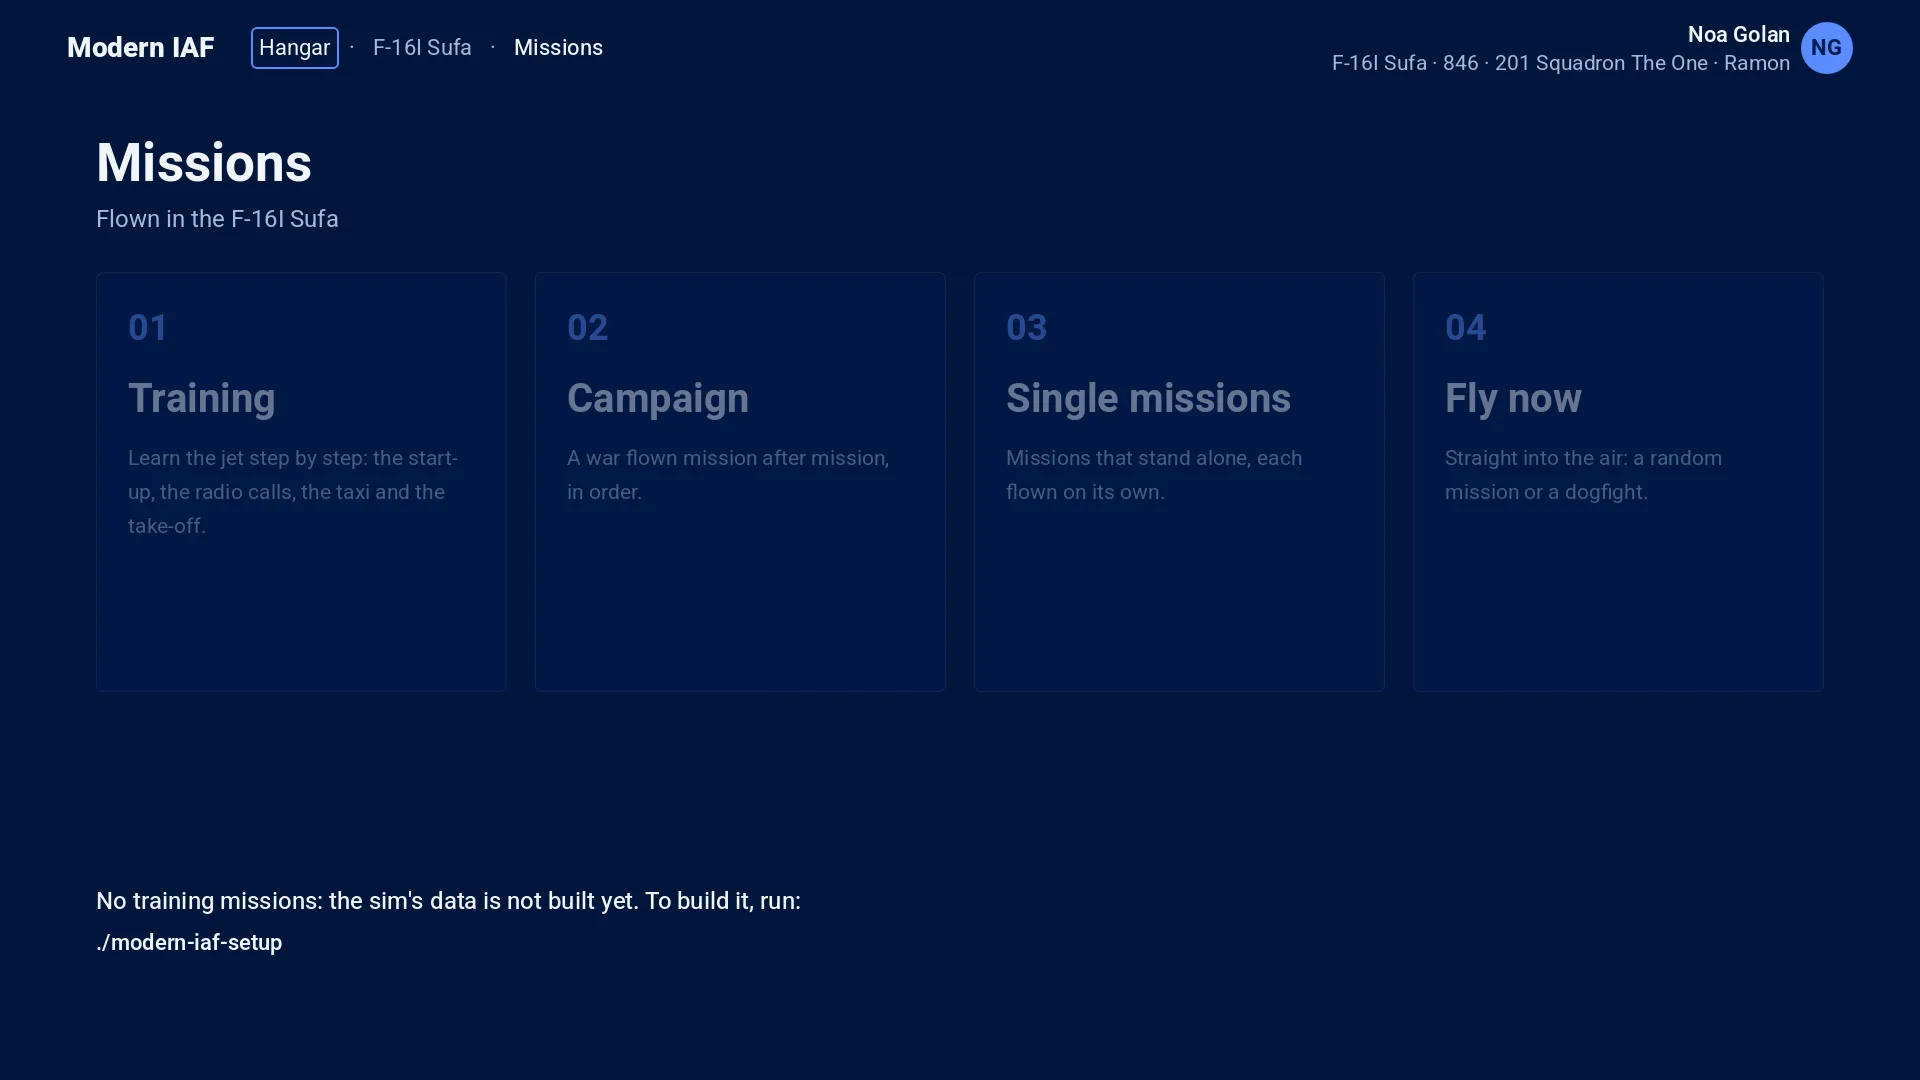 Modern IAF
Hangar · F-16I Sufa · Missions
Noa Golan
F-16I Sufa · 846 · 201 Squadron The One · Ramon
NG
Missions
Flown in the F-16I Sufa
01
Training
Learn the jet step by step: the start-
up, the radio calls, the taxi and the
take-off.
02
Campaign
A war flown mission after mission,
in order.
03
Single missions
Missions that stand alone, each
flown on its own.
04
Fly now
Straight into the air: a random
mission or a dogfight.
No training missions: the sim's data is not built yet. To build it, run:
./modern-iaf-setup